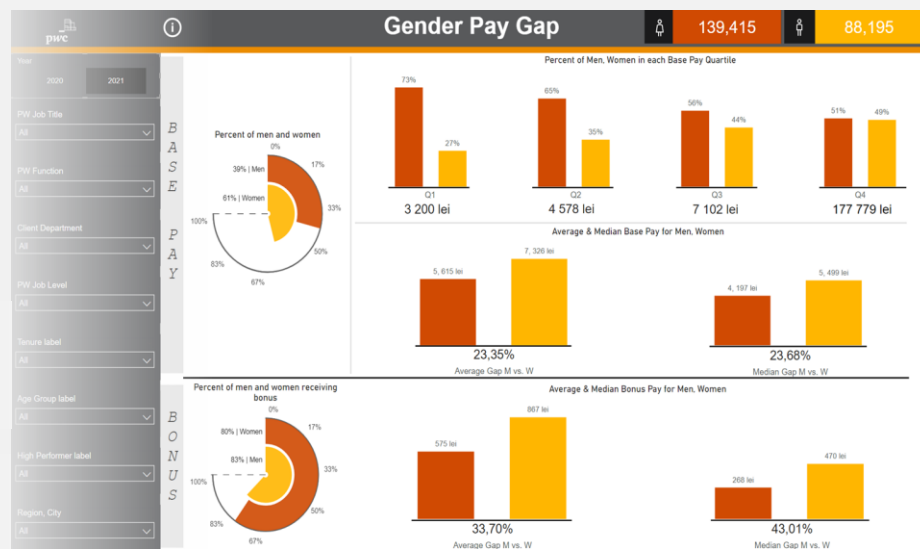 pwc
i
Gender Pay Gap
139,415
88,195
Year
2020
2021
PW Job Title
All
PW Function
All
Client Department
All
PW Job Level
All
Tenure label
All
Age Group label
All
High Performer label
All
Region, City
All
BASE PAY
Percent of men and women
0%
17%
33%
50%
67%
83%
100%
39% | Men
61% | Women
Percent of Men, Women in each Base Pay Quartile
73%
27%
65%
35%
56%
44%
51%
49%
Q1
Q2
Q3
Q4
3 200 lei
4 578 lei
7 102 lei
177 779 lei
Average & Median Base Pay for Men, Women
5, 615 lei
7, 326 lei
4, 197 lei
5, 499 lei
23,35%
23,68%
Average Gap M vs. W
Median Gap M vs. W
BONUS
Percent of men and women receiving
bonus
0%
17%
33%
50%
67%
83%
100%
80% | Women
83% | Men
Average & Median Bonus Pay for Men, Women
575 lei
867 lei
268 lei
470 lei
33,70%
43,01%
Average Gap M vs. W
Median Gap M vs. W